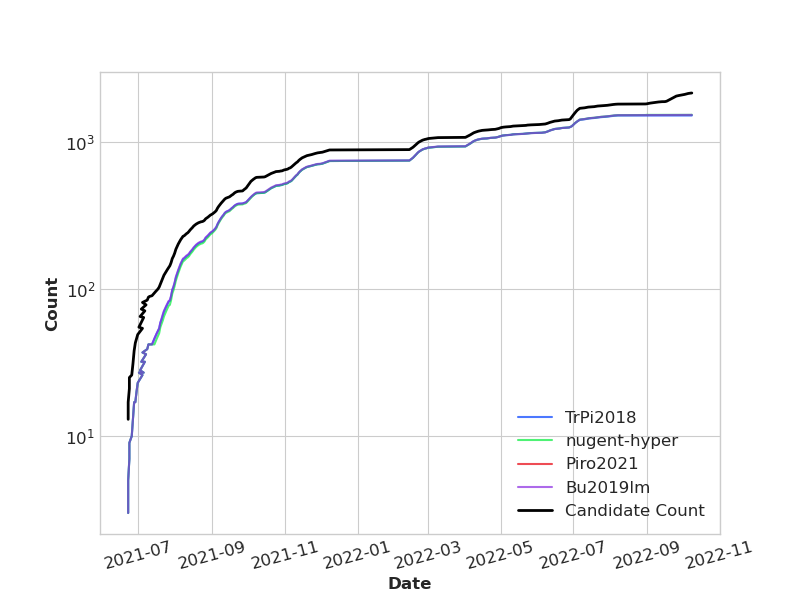 10³
10²
10¹
Count
TrPi2018
nugent-hyper
Piro2021
Bu2019lm
Candidate Count
2021-07
2021-09
2021-11
2022-01
2022-03
2022-05
2022-07
2022-09
2022-11
Date